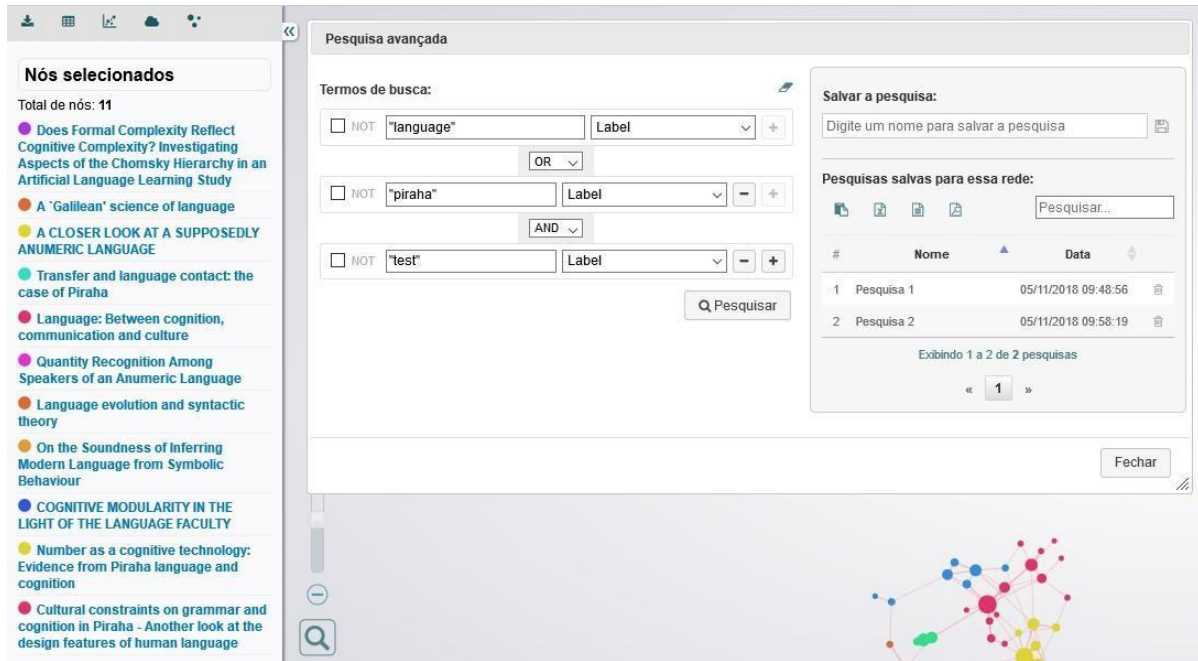 Nós selecionados
Total de nós: 11
Does Formal Complexity Reflect
Cognitive Complexity? Investigating
Aspects of the Chomsky Hierarchy in an
Artificial Language Learning Study
A `Galilean' science of language
A CLOSER LOOK AT A SUPPOSEDLY
ANUMERIC LANGUAGE
Transfer and language contact: the
case of Piraha
Language: Between cognition,
communication and culture
Quantity Recognition Among
Speakers of an Anumeric Language
Language evolution and syntactic
theory
On the Soundness of Inferring
Modern Language from Symbolic
Behaviour
COGNITIVE MODULARITY IN THE
LIGHT OF THE LANGUAGE FACULTY
Number as a cognitive technology:
Evidence from Piraha language and
cognition
Cultural constraints on grammar and
cognition in Piraha - Another look at the
design features of human language
«
Pesquisa avançada
Termos de busca:
NOT "language" Label +
OR
NOT "piraha" Label - +
AND
NOT "test" Label - +
Pesquisar
Salvar a pesquisa:
Digite um nome para salvar a pesquisa
Pesquisas salvas para essa rede:
Pesquisar...
# Nome Data
1 Pesquisa 1 05/11/2018 09:48:56
2 Pesquisa 2 05/11/2018 09:58:19
Exibindo 1 a 2 de 2 pesquisas
« 1 »
Fechar